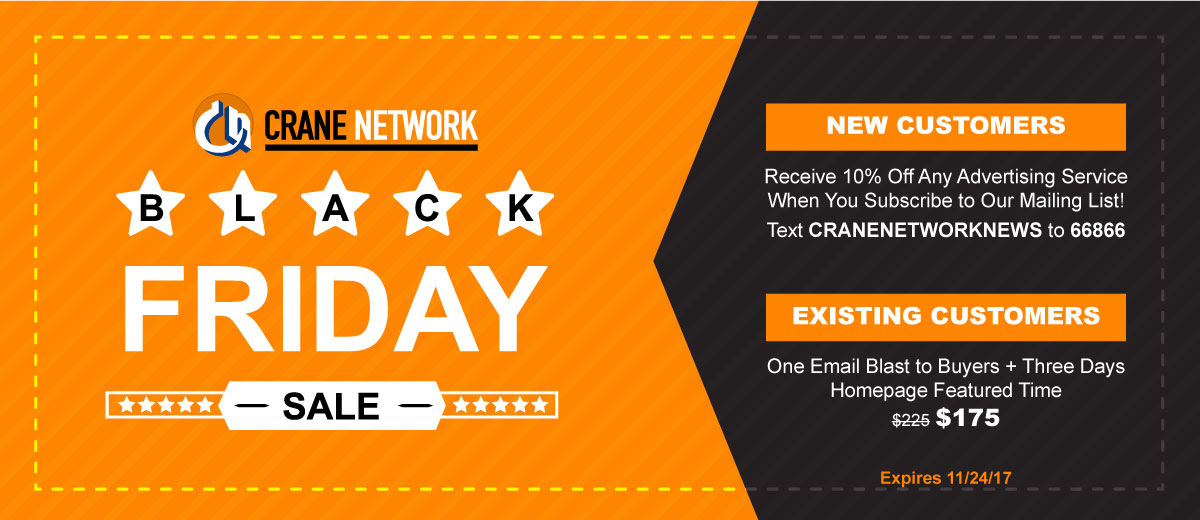 CRANE NETWORK
BLACK
FRIDAY
SALE
NEW CUSTOMERS
Receive 10% Off Any Advertising Service
When You Subscribe to Our Mailing List!
Text CRANENETWORKNEWS to 66866
EXISTING CUSTOMERS
One Email Blast to Buyers + Three Days
Homepage Featured Time
$225 $175
Expires 11/24/17